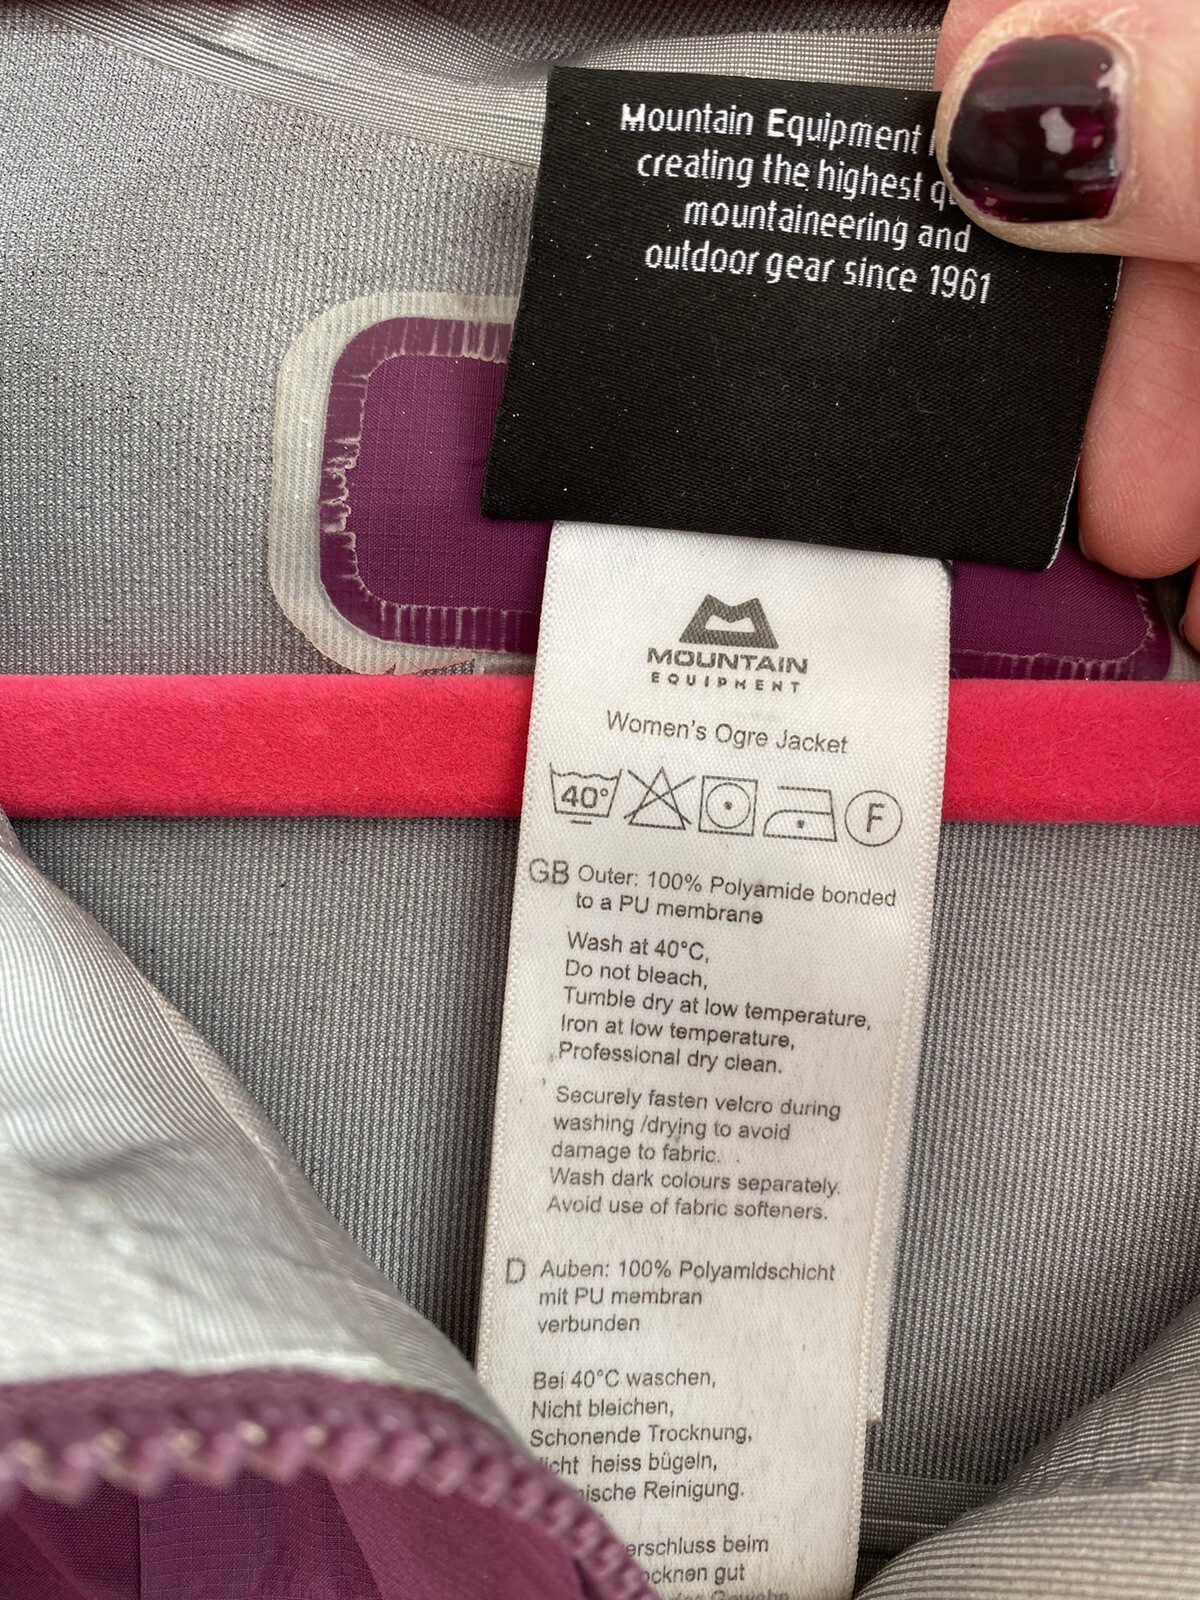 Mountain Equipment
creating the highest
mountaineering and
outdoor gear since 1961
MOUNTAIN
EQUIPMENT
Women's Ogre Jacket
40° F
GB Outer: 100% Polyamide bonded
to a PU membrane
Wash at 40°C,
Do not bleach,
Tumble dry at low temperature,
Iron at low temperature,
Professional dry clean.
Securely fasten velcro during
washing /drying to avoid
damage to fabric.
Wash dark colours separately.
Avoid use of fabric softeners.
D Auben: 100% Polyamidschicht
mit PU membran
verbunden
Bei 40°C waschen,
Nicht bleichen,
Schonende Trocknung,
heiss bügeln,
Reinigung.
beim
gut